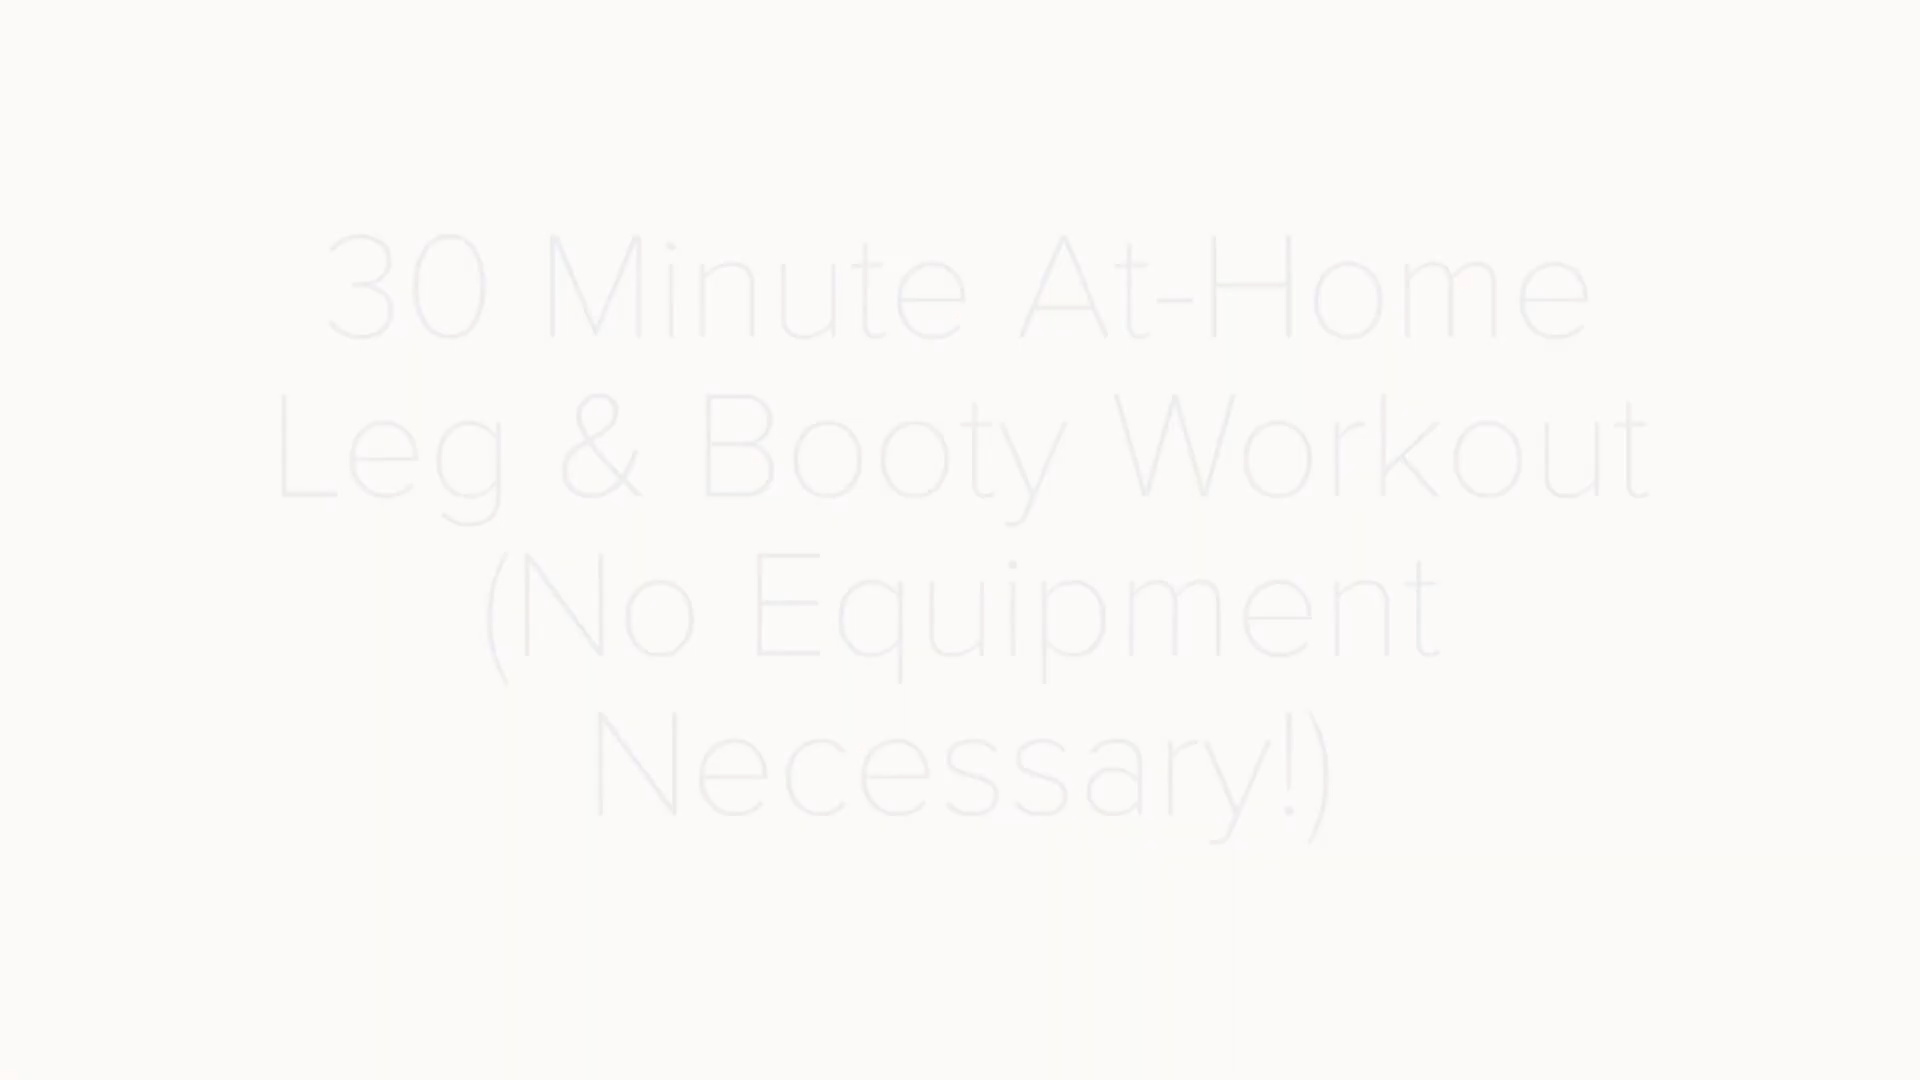 30 Minute At-Home
Leg & Booty Workout
(No Equipment
Necessary!)